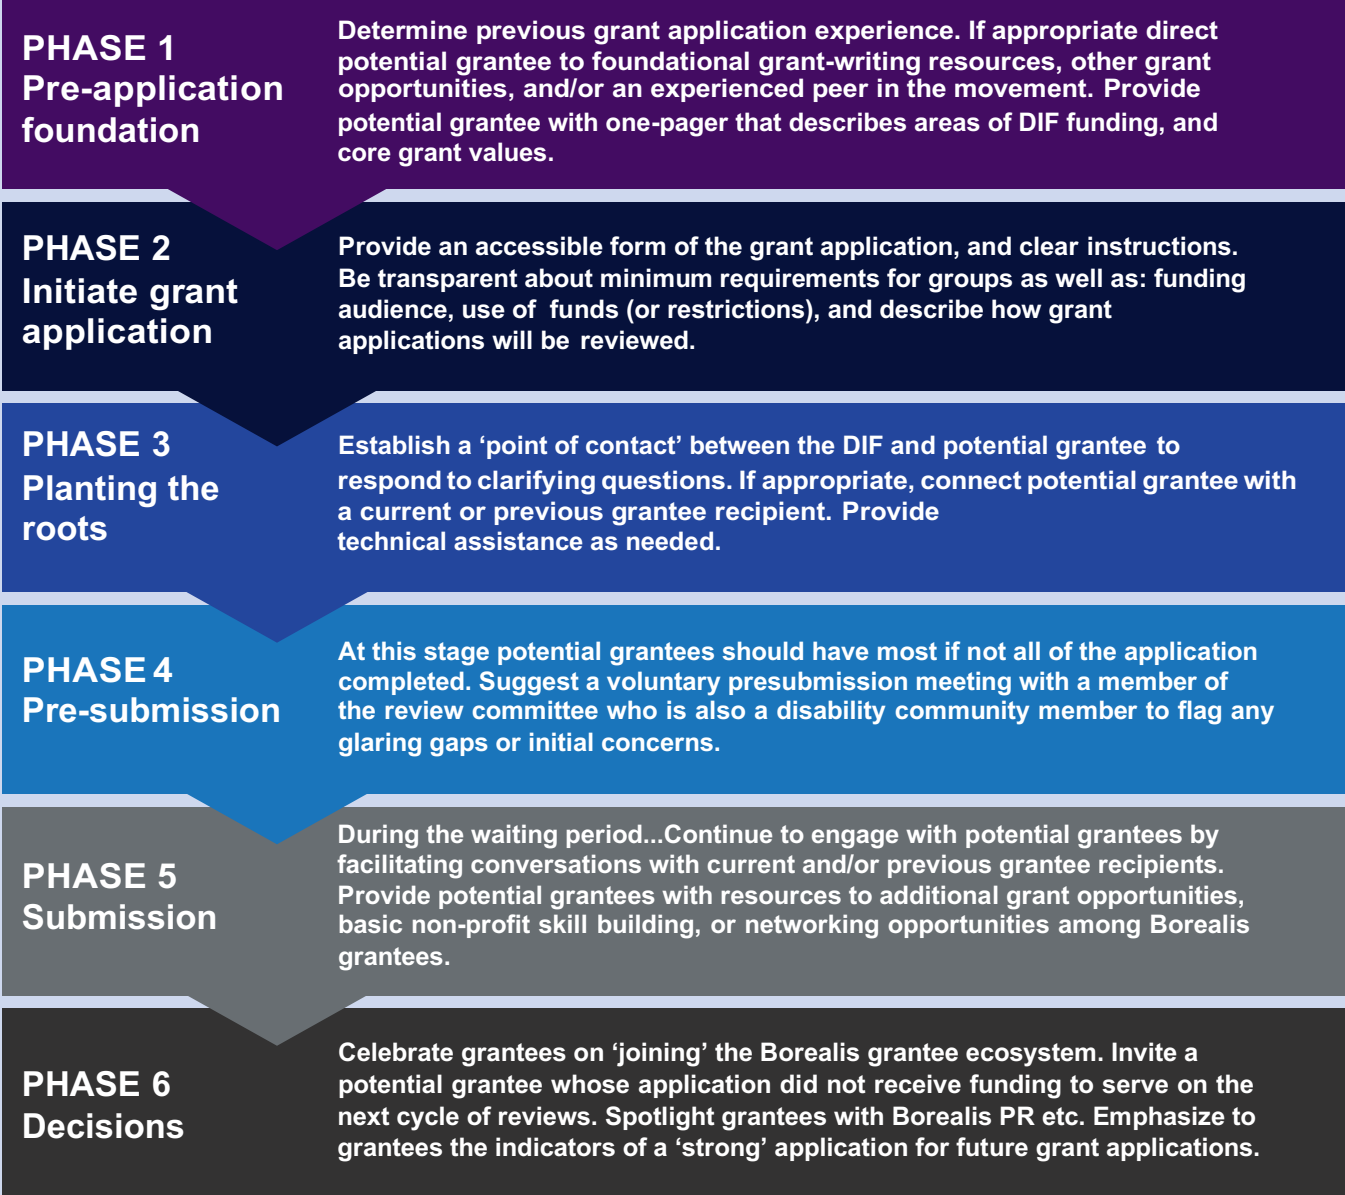 PHASE 1
Pre-application
foundation
Determine previous grant application experience. If appropriate direct
potential grantee to foundational grant-writing resources, other grant
opportunities, and/or an experienced peer in the movement. Provide
potential grantee with one-pager that describes areas of DIF funding, and
core grant values.
PHASE 2
Initiate grant
application
Provide an accessible form of the grant application, and clear instructions.
Be transparent about minimum requirements for groups as well as: funding
audience, use of funds (or restrictions), and describe how grant
applications will be reviewed.
PHASE 3
Planting the
roots
Establish a ‘point of contact’ between the DIF and potential grantee to
respond to clarifying questions. If appropriate, connect potential grantee with
a current or previous grantee recipient. Provide
technical assistance as needed.
PHASE 4
Pre-submission
At this stage potential grantees should have most if not all of the application
completed. Suggest a voluntary presubmission meeting with a member of
the review committee who is also a disability community member to flag any
glaring gaps or initial concerns.
PHASE 5
Submission
During the waiting period...Continue to engage with potential grantees by
facilitating conversations with current and/or previous grantee recipients.
Provide potential grantees with resources to additional grant opportunities,
basic non-profit skill building, or networking opportunities among Borealis
grantees.
PHASE 6
Decisions
Celebrate grantees on ‘joining’ the Borealis grantee ecosystem. Invite a
potential grantee whose application did not receive funding to serve on the
next cycle of reviews. Spotlight grantees with Borealis PR etc. Emphasize to
grantees the indicators of a ‘strong’ application for future grant applications.